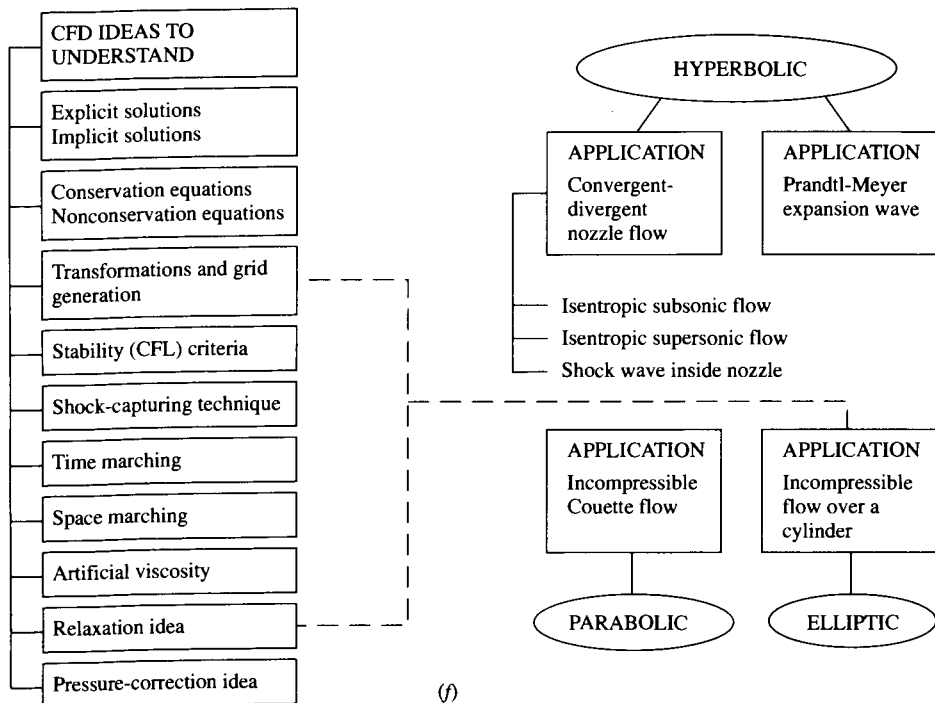 CFD IDEAS TO
UNDERSTAND
Explicit solutions
Implicit solutions
Conservation equations
Nonconservation equations
Transformations and grid
generation
Stability (CFL) criteria
Shock-capturing technique
Time marching
Space marching
Artificial viscosity
Relaxation idea
Pressure-correction idea
HYPERBOLIC
APPLICATION
Convergent-
divergent
nozzle flow
APPLICATION
Prandtl-Meyer
expansion wave
Isentropic subsonic flow
Isentropic supersonic flow
Shock wave inside nozzle
APPLICATION
Incompressible
Couette flow
APPLICATION
Incompressible
flow over a
cylinder
PARABOLIC
ELLIPTIC
(f)